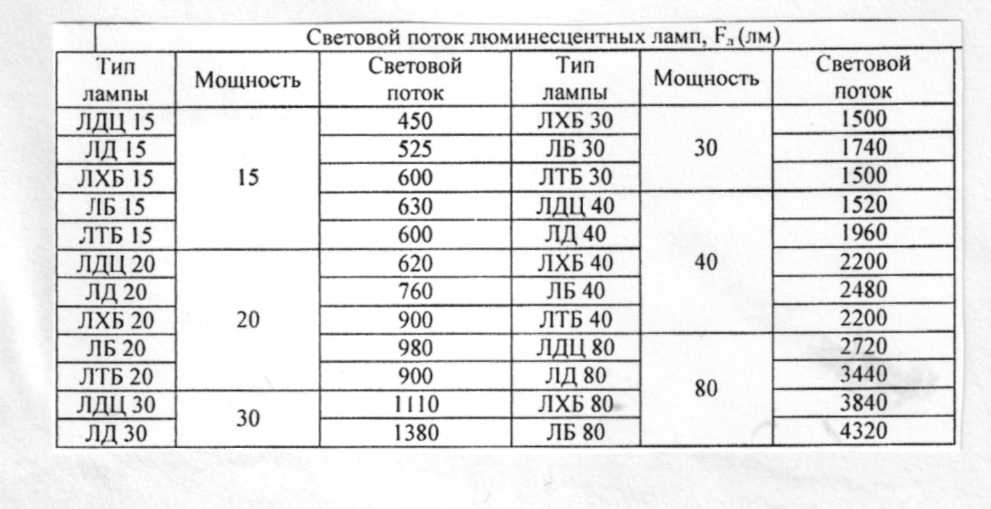 Световой поток люминесцентных ламп, Fл (лм)
Тип лампы Мощность Световой поток Тип лампы Мощность Световой поток
ЛДЦ 15 15 450 ЛХБ 30 30 1500
ЛД 15 525 ЛБ 30 1740
ЛХБ 15 600 ЛТБ 30 1500
ЛБ 15 630 ЛДЦ 40 40 1520
ЛТБ 15 600 ЛД 40 1960
ЛДЦ 20 20 620 ЛХБ 40 2200
ЛД 20 760 ЛБ 40 2480
ЛХБ 20 900 ЛТБ 40 2200
ЛБ 20 980 ЛДЦ 80 80 2720
ЛТБ 20 900 ЛД 80 3440
ЛДЦ 30 30 1110 ЛХБ 80 3840
ЛД 30 1380 ЛБ 80 4320